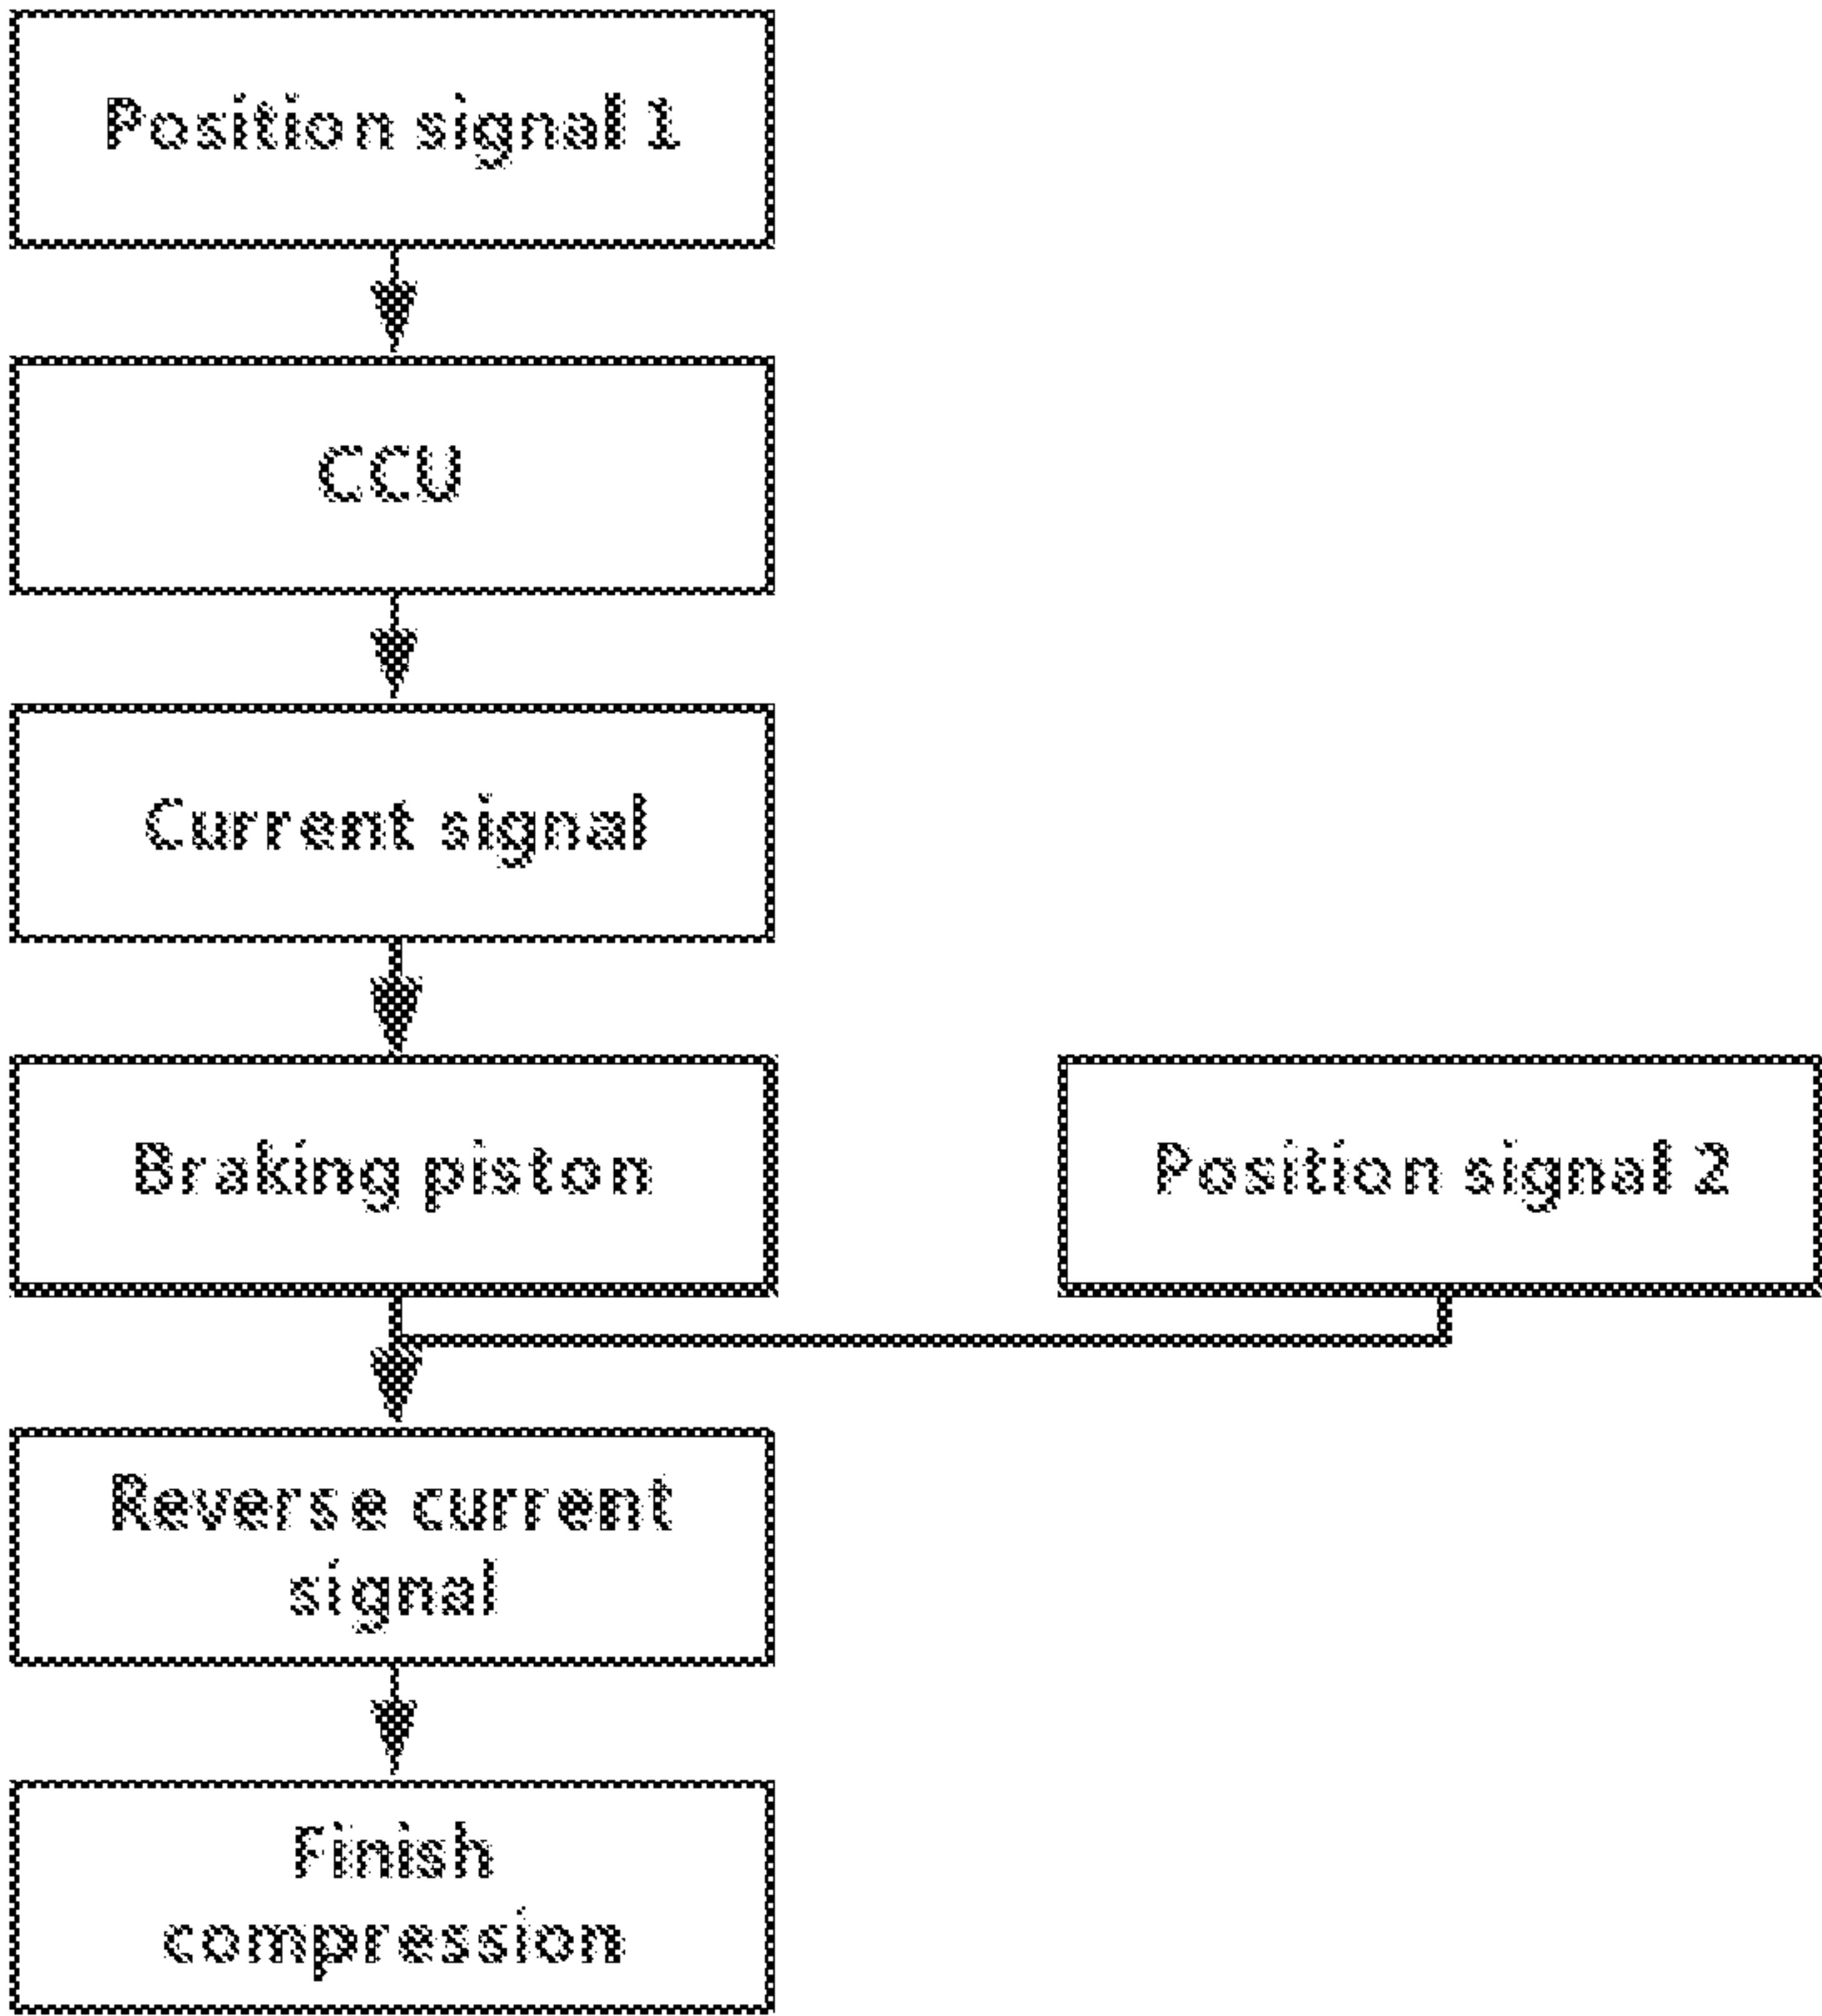 Position signal 1
CCU
Current signal
Braking piston
Position signal 2
Reverse current
signal
Finish
compression